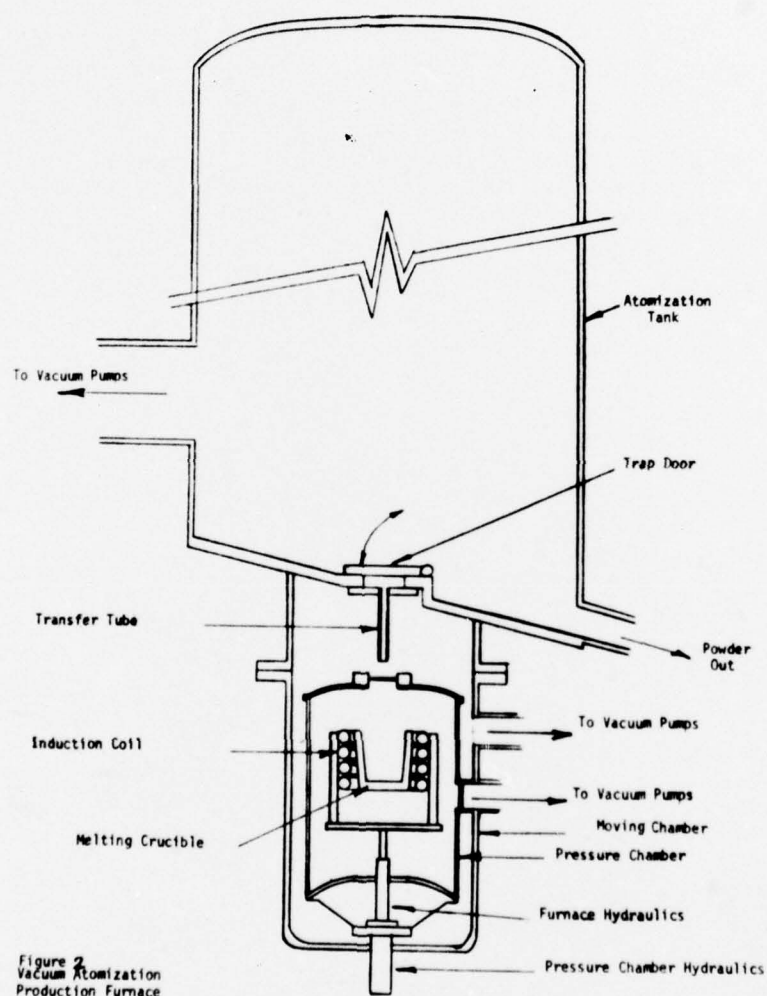 Atomization
Tank
To Vacuum Pumps
Trap Door
Transfer Tube
Powder
Out
To Vacuum Pumps
Induction Coil
To Vacuum Pumps
Moving Chamber
Melting Crucible
Pressure Chamber
Furnace Hydraulics
Pressure Chamber Hydraulics
Figure 2
Vacuum Atomization
Production Furnace